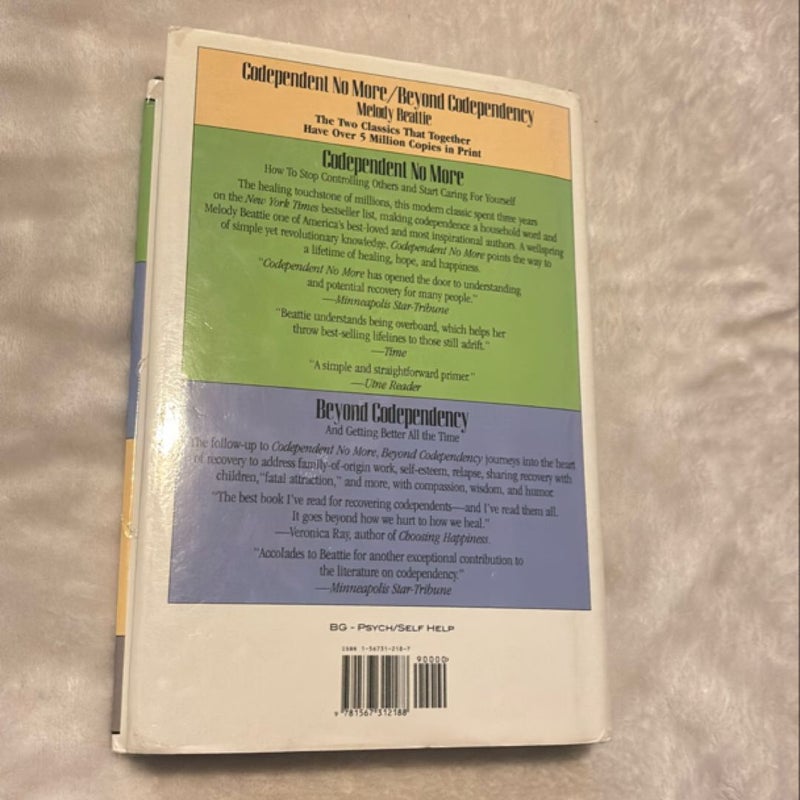 Codependent No More/Beyond Codependency
Melody Beattie
The Two Classics That Together
Have Over 5 Million Copies in Print
Codependent No More
How To Stop Controlling Others and Start Caring For Yourself
The healing touchstone of millions, this modern classic spent three years
on the New York Times bestseller list, making codependence a household word and
Melody Beattie one of America's best-loved and most inspirational authors. A wellspring
of simple yet revolutionary knowledge, Codependent No More points the way to
a lifetime of healing, hope, and happiness.
"Codependent No More has opened the door to understanding
and potential recovery for many people."
—Minneapolis Star-Tribune
"Beattie understands being overboard, which helps her
throw best-selling lifelines to those still adrift."
—Time
"A simple and straightforward primer."
—Utne Reader
Beyond Codependency
And Getting Better All the Time
The follow-up to Codependent No More, Beyond Codependency journeys into the heart
of recovery to address family-of-origin work, self-esteem, relapse, sharing recovery with
children, "fatal attraction," and more, with compassion, wisdom, and humor.
"The best book I've read for recovering codependents—and I've read them all.
It goes beyond how we hurt to how we heal."
—Veronica Ray, author of Choosing Happiness
"Accolades to Beattie for another exceptional contribution to
the literature on codependency."
—Minneapolis Star-Tribune
BG - Psych/Self Help
ISBN 1-56731-218-7
90000
9 781567 312188